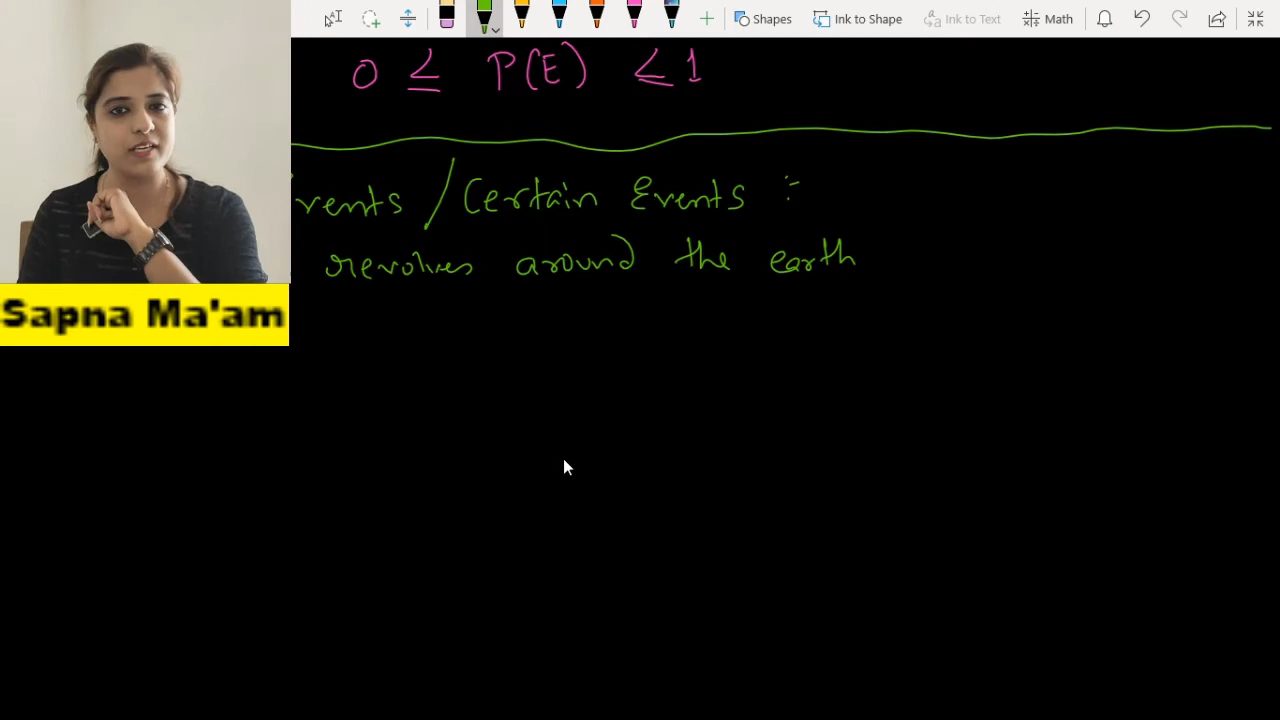 Shapes Ink to Shape Ink to Text Math
0 ≤ P(E) ≤ 1
vents / Certain Events :
revolves around the earth
Sapna Ma'am